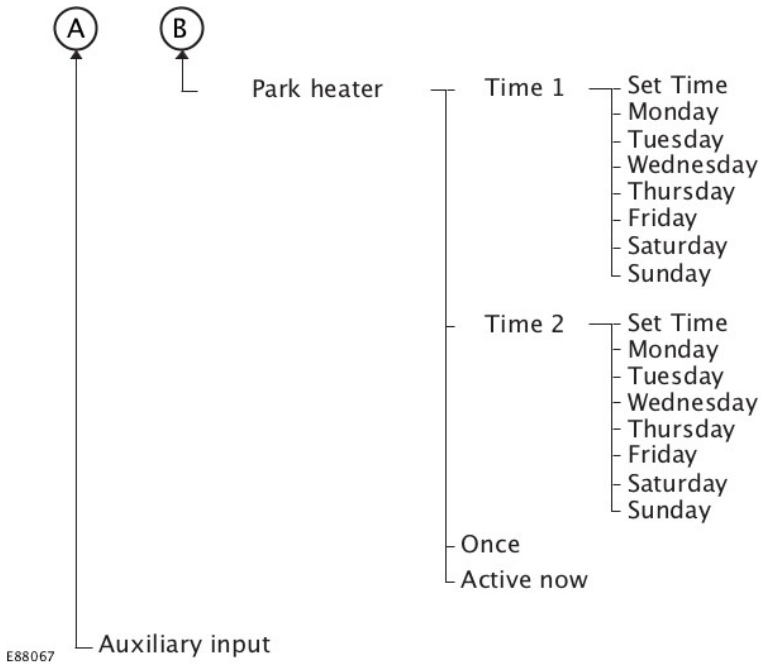 A B
Park heater Time 1 Set Time
Monday
Tuesday
Wednesday
Thursday
Friday
Saturday
Sunday
Time 2 Set Time
Monday
Tuesday
Wednesday
Thursday
Friday
Saturday
Sunday
Once
Active now
Auxiliary input
E88067